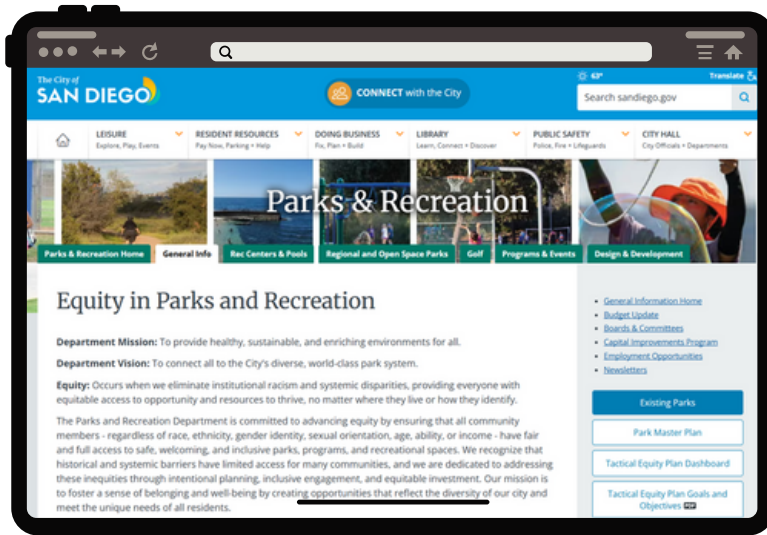 The City of
SAN DIEGO
CONNECT with the City
63°
Translate
Search sandiego.gov
LEISURE
Explore, Play, Events
RESIDENT RESOURCES
Pay Now, Parking + Help
DOING BUSINESS
Fix, Plan + Build
LIBRARY
Learn, Connect + Discover
PUBLIC SAFETY
Police, Fire + Lifeguards
CITY HALL
City Officials + Departments
Parks & Recreation
Parks & Recreation Home
General Info
Rec Centers & Pools
Regional and Open Space Parks
Golf
Programs & Events
Design & Development
Equity in Parks and Recreation
Department Mission: To provide healthy, sustainable, and enriching environments for all.
Department Vision: To connect all to the City's diverse, world-class park system.
Equity: Occurs when we eliminate institutional racism and systemic disparities, providing everyone with
equitable access to opportunity and resources to thrive, no matter where they live or how they identify.
The Parks and Recreation Department is committed to advancing equity by ensuring that all community
members - regardless of race, ethnicity, gender identity, sexual orientation, age, ability, or income - have fair
and full access to safe, welcoming, and inclusive parks, programs, and recreational spaces. We recognize that
historical and systemic barriers have limited access for many communities, and we are dedicated to addressing
these inequities through intentional planning, inclusive engagement, and equitable investment. Our mission is
to foster a sense of belonging and well-being by creating opportunities that reflect the diversity of our city and
meet the unique needs of all residents.
General Information Home
Budget Update
Boards & Committees
Capital Improvements Program
Employment Opportunities
Newsletters
Existing Parks
Park Master Plan
Tactical Equity Plan Dashboard
Tactical Equity Plan Goals and
Objectives PDF